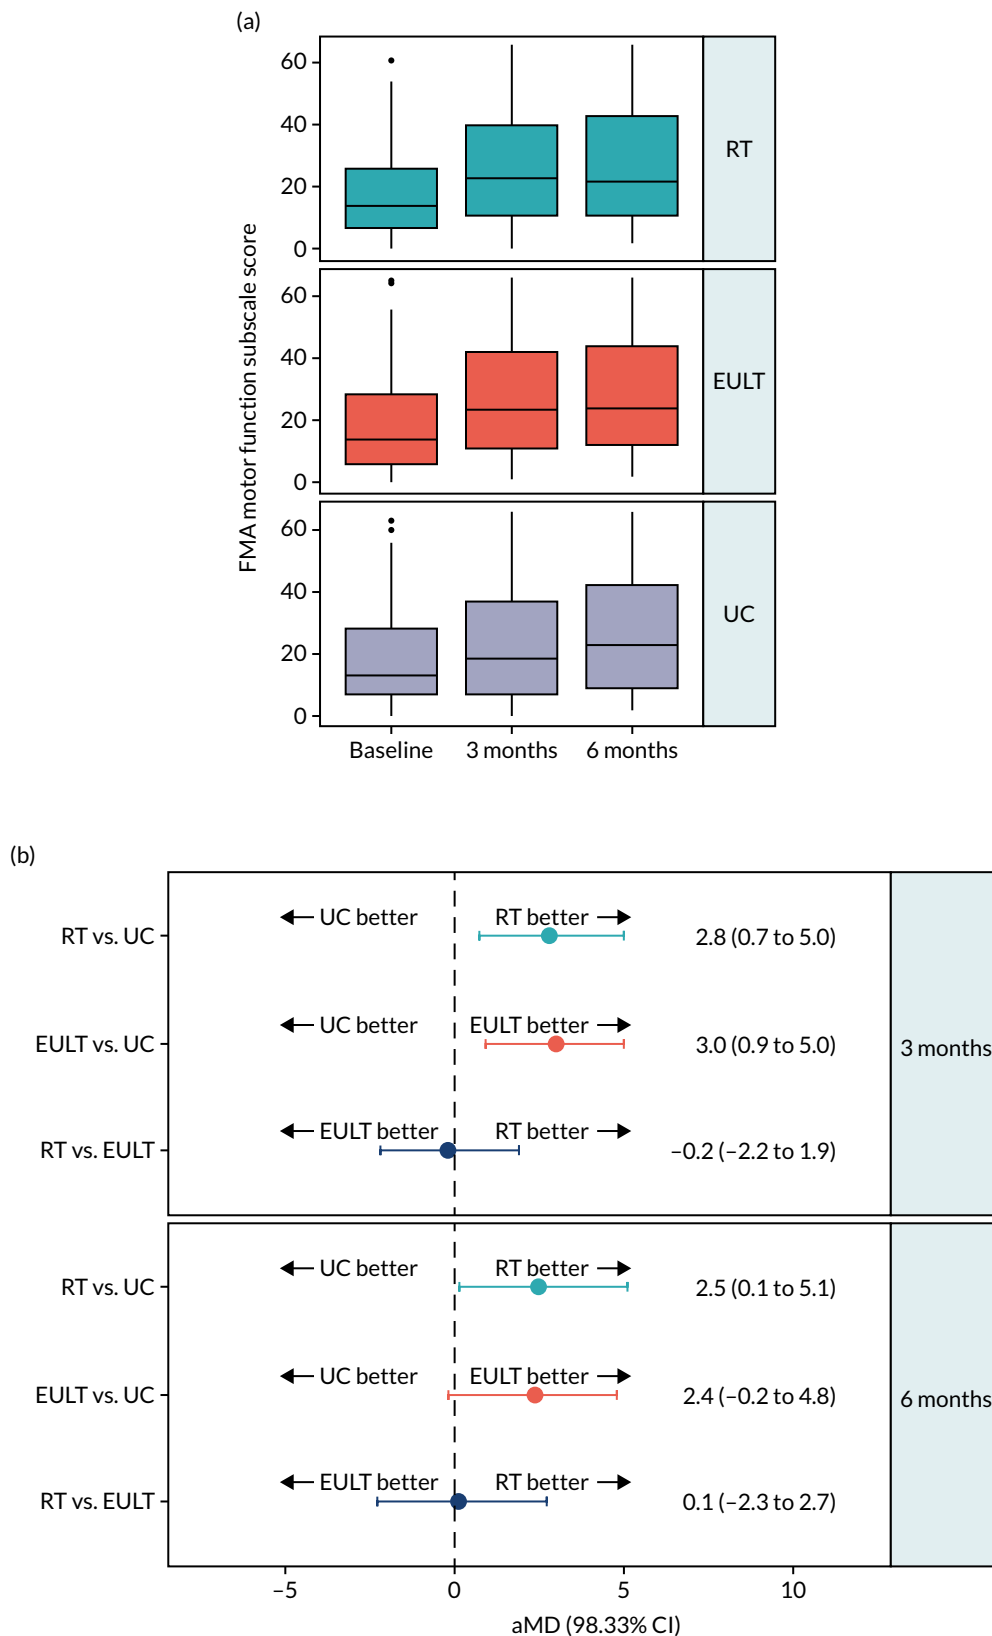 (a)
60
40
20
0
RT
60
40
20
0
EULT
60
40
20
0
UC
FMA motor function subscale score
Baseline 3 months 6 months
(b)
UC better RT better
RT vs. UC 2.8 (0.7 to 5.0)
UC better EULT better
EULT vs. UC 3.0 (0.9 to 5.0)
3 months
EULT better RT better
RT vs. EULT –0.2 (–2.2 to 1.9)
UC better RT better
RT vs. UC 2.5 (0.1 to 5.1)
UC better EULT better
EULT vs. UC 2.4 (–0.2 to 4.8)
6 months
EULT better RT better
RT vs. EULT 0.1 (–2.3 to 2.7)
–5 0 5 10
aMD (98.33% CI)